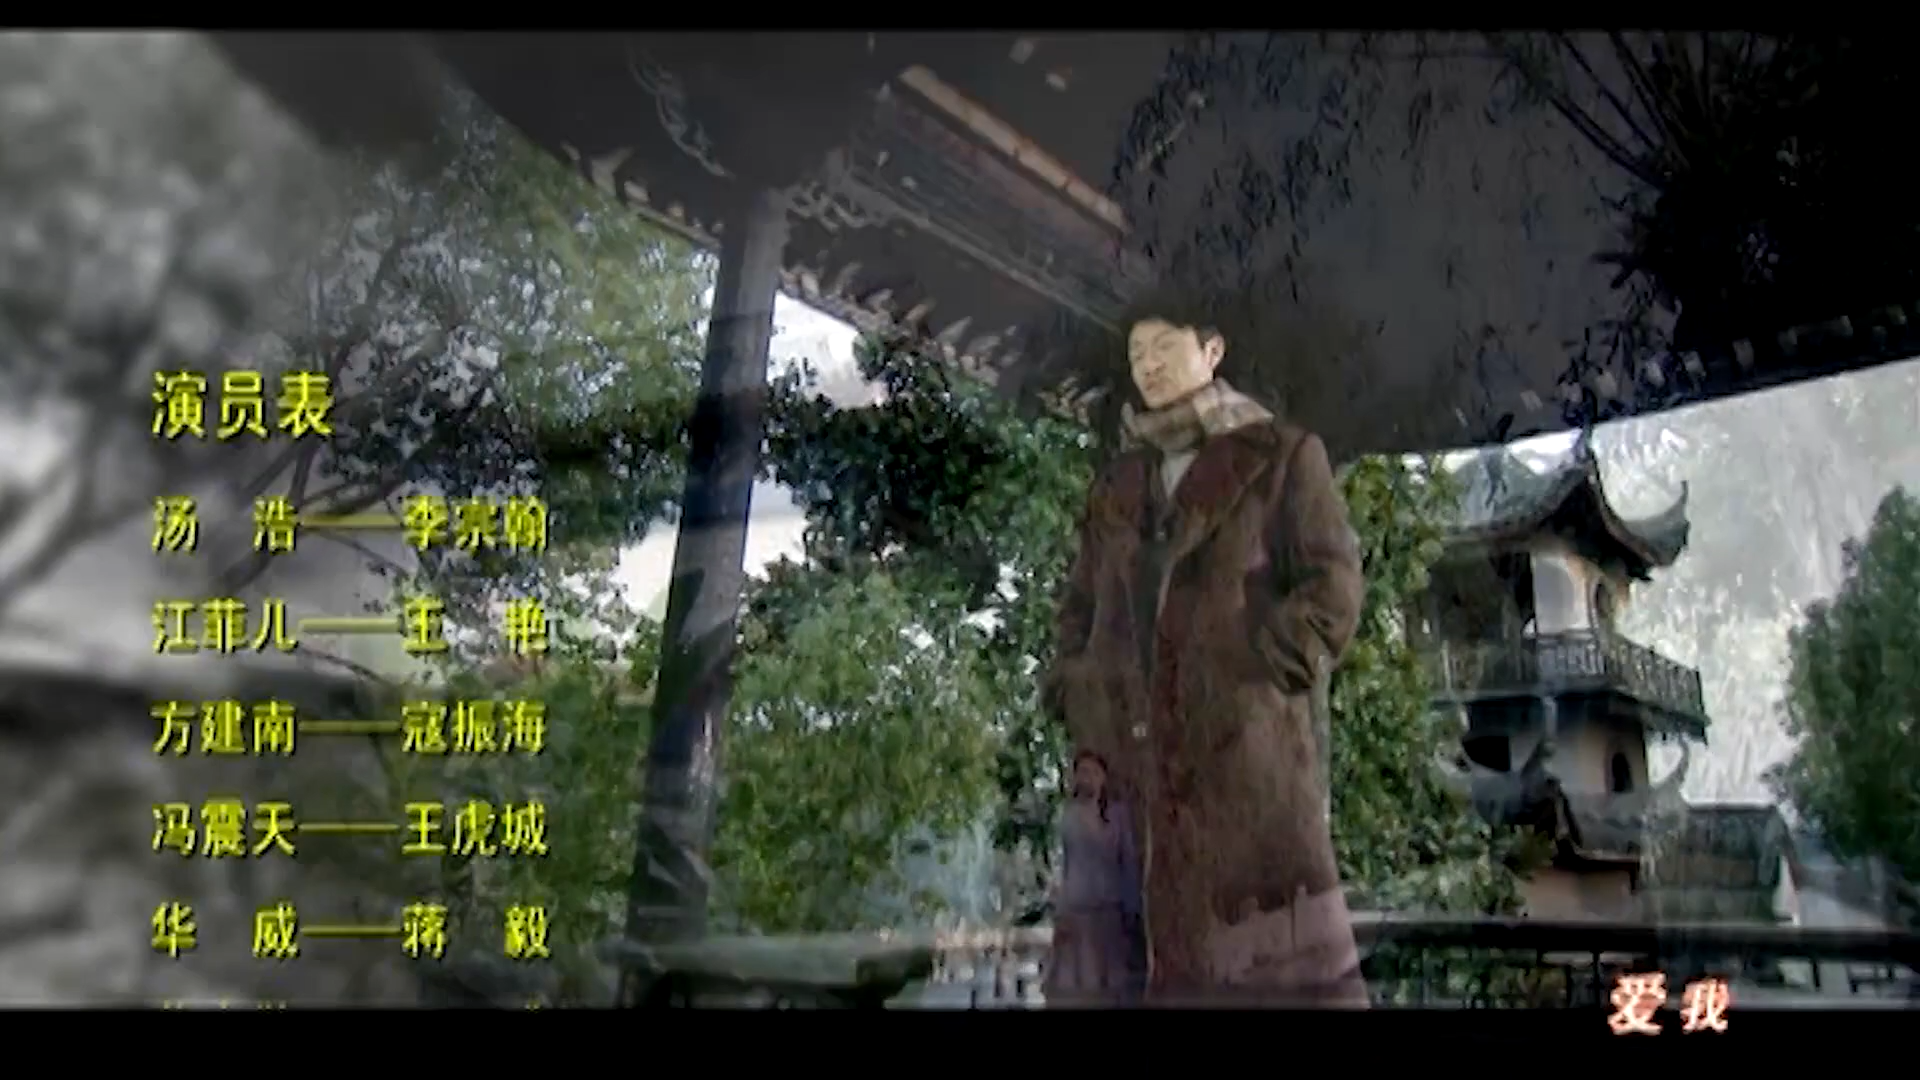 演员表
汤　浩——李宗翰
江菲儿——王　艳
方建南——寇振海
冯震天——王虎城
华　威——蒋　毅
爱我